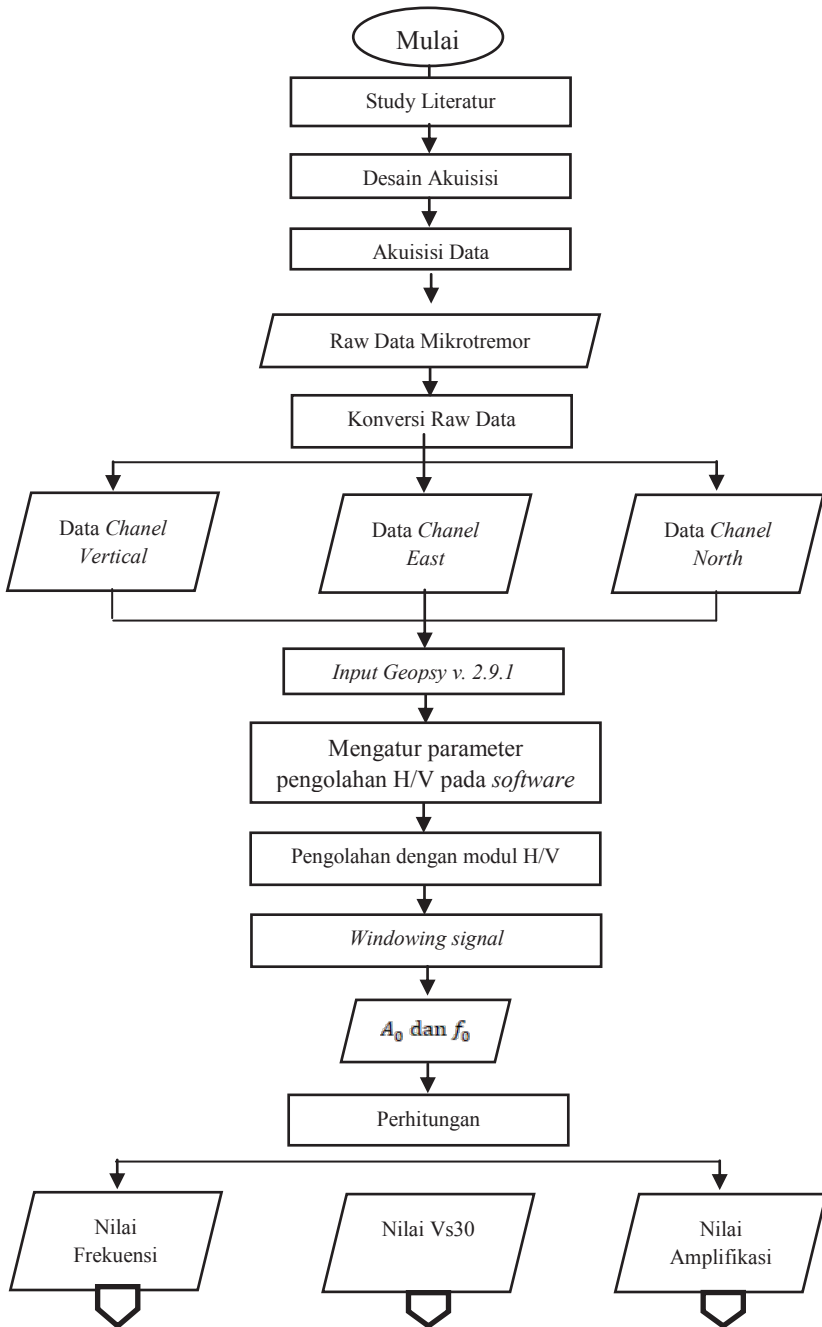 Mulai
Study Literatur
Desain Akuisisi
Akuisisi Data
Raw Data Mikrotremor
Konversi Raw Data
Data Chanel
Vertical
Data Chanel
East
Data Chanel
North
Input Geopsy v. 2.9.1
Mengatur parameter
pengolahan H/V pada software
Pengolahan dengan modul H/V
Windowing signal
A₀ dan f₀
Perhitungan
Nilai
Frekuensi
Nilai Vs30
Nilai
Amplifikasi